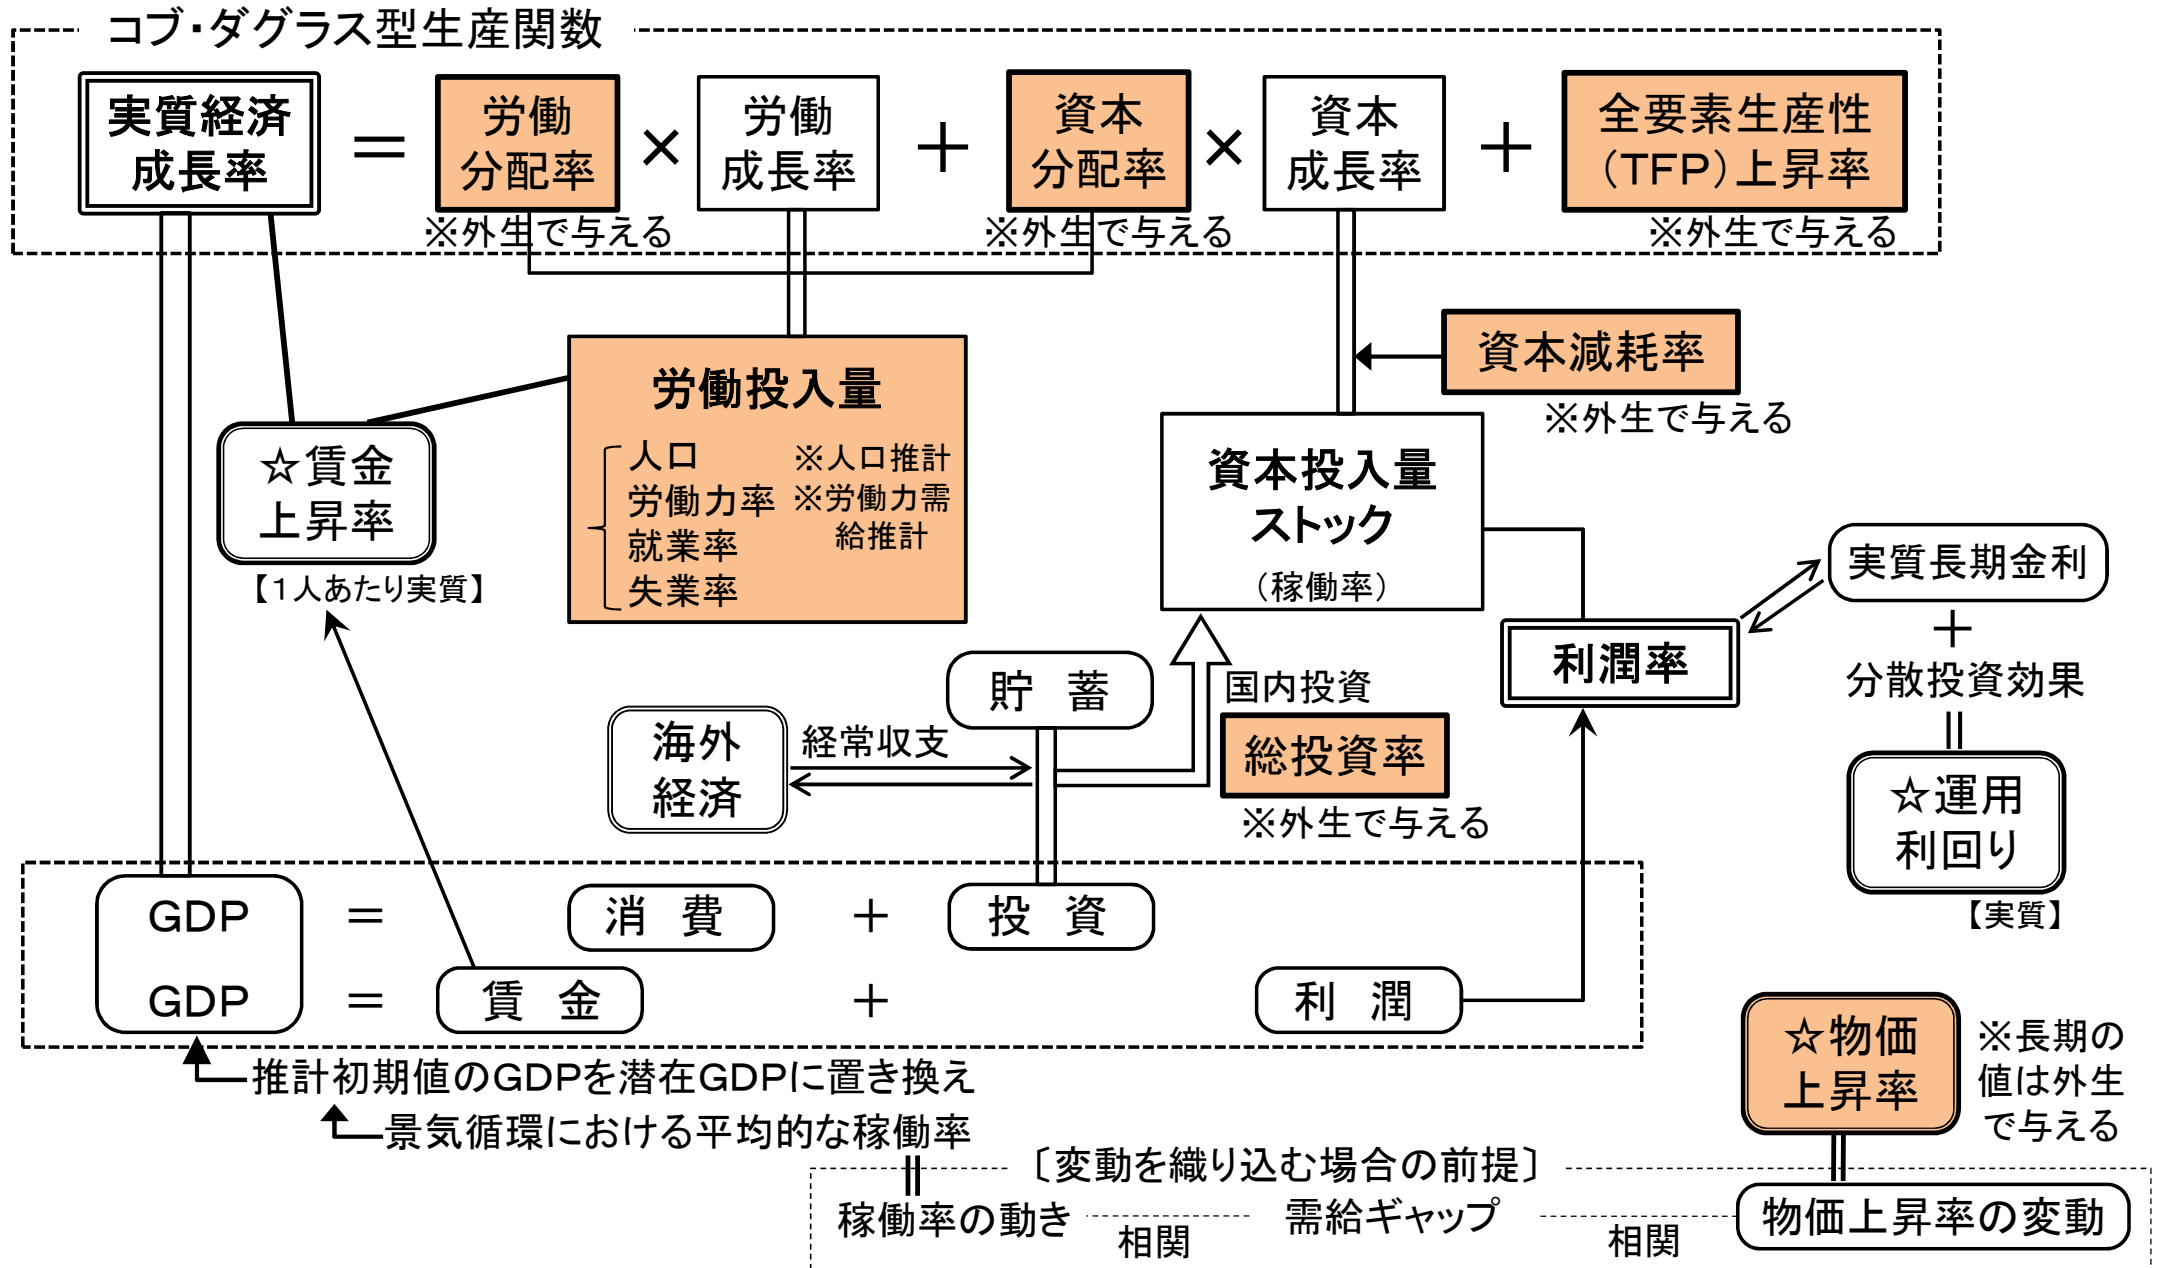 コブ・ダグラス型生産関数
実質経済
成長率
＝
労働
分配率
×
労働
成長率
＋
資本
分配率
×
資本
成長率
＋
全要素生産性
（TFP）上昇率
※外生で与える
※外生で与える
※外生で与える
資本減耗率
※外生で与える
労働投入量
人口
労働力率
就業率
失業率
※人口推計
※労働力需
給推計
☆賃金
上昇率
【１人あたり実質】
資本投入量
ストック
（稼働率）
実質長期金利
＋
分散投資効果
||
☆運用
利回り
【実質】
利潤率
貯　蓄
国内投資
総投資率
※外生で与える
海外
経済
経常収支
GDP ＝ 消　費 ＋ 投　資
GDP ＝ 賃　金 ＋ 利　潤
推計初期値のGDPを潜在GDPに置き換え
景気循環における平均的な稼働率
☆物価
上昇率
※長期の
値は外生
で与える
〔変動を織り込む場合の前提〕
稼働率の動き
相関
需給ギャップ
相関
物価上昇率の変動